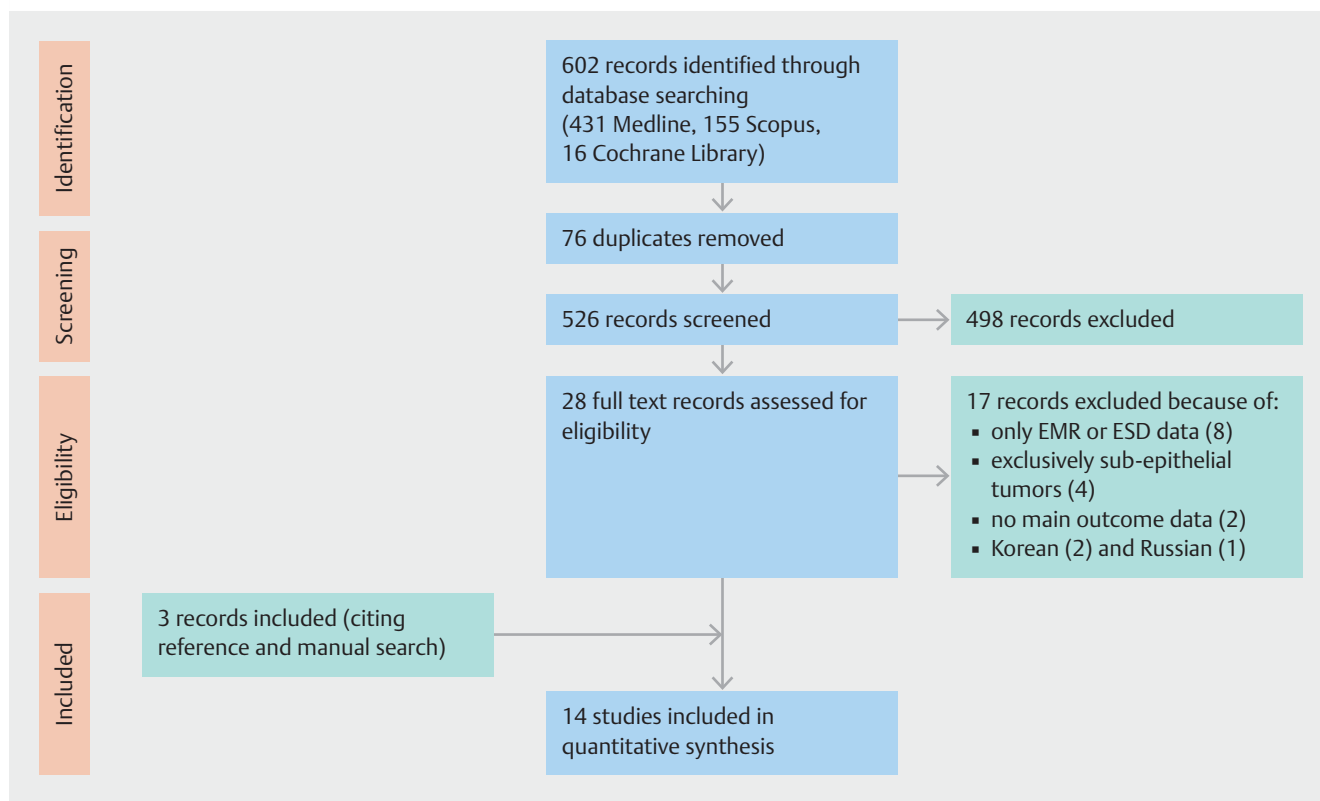 Identification
602 records identified through
database searching
(431 Medline, 155 Scopus,
16 Cochrane Library)
Screening
76 duplicates removed
526 records screened
498 records excluded
Eligibility
28 full text records assessed for
eligibility
17 records excluded because of:
▪ only EMR or ESD data (8)
▪ exclusively sub-epithelial
tumors (4)
▪ no main outcome data (2)
▪ Korean (2) and Russian (1)
Included
3 records included (citing
reference and manual search)
14 studies included in
quantitative synthesis